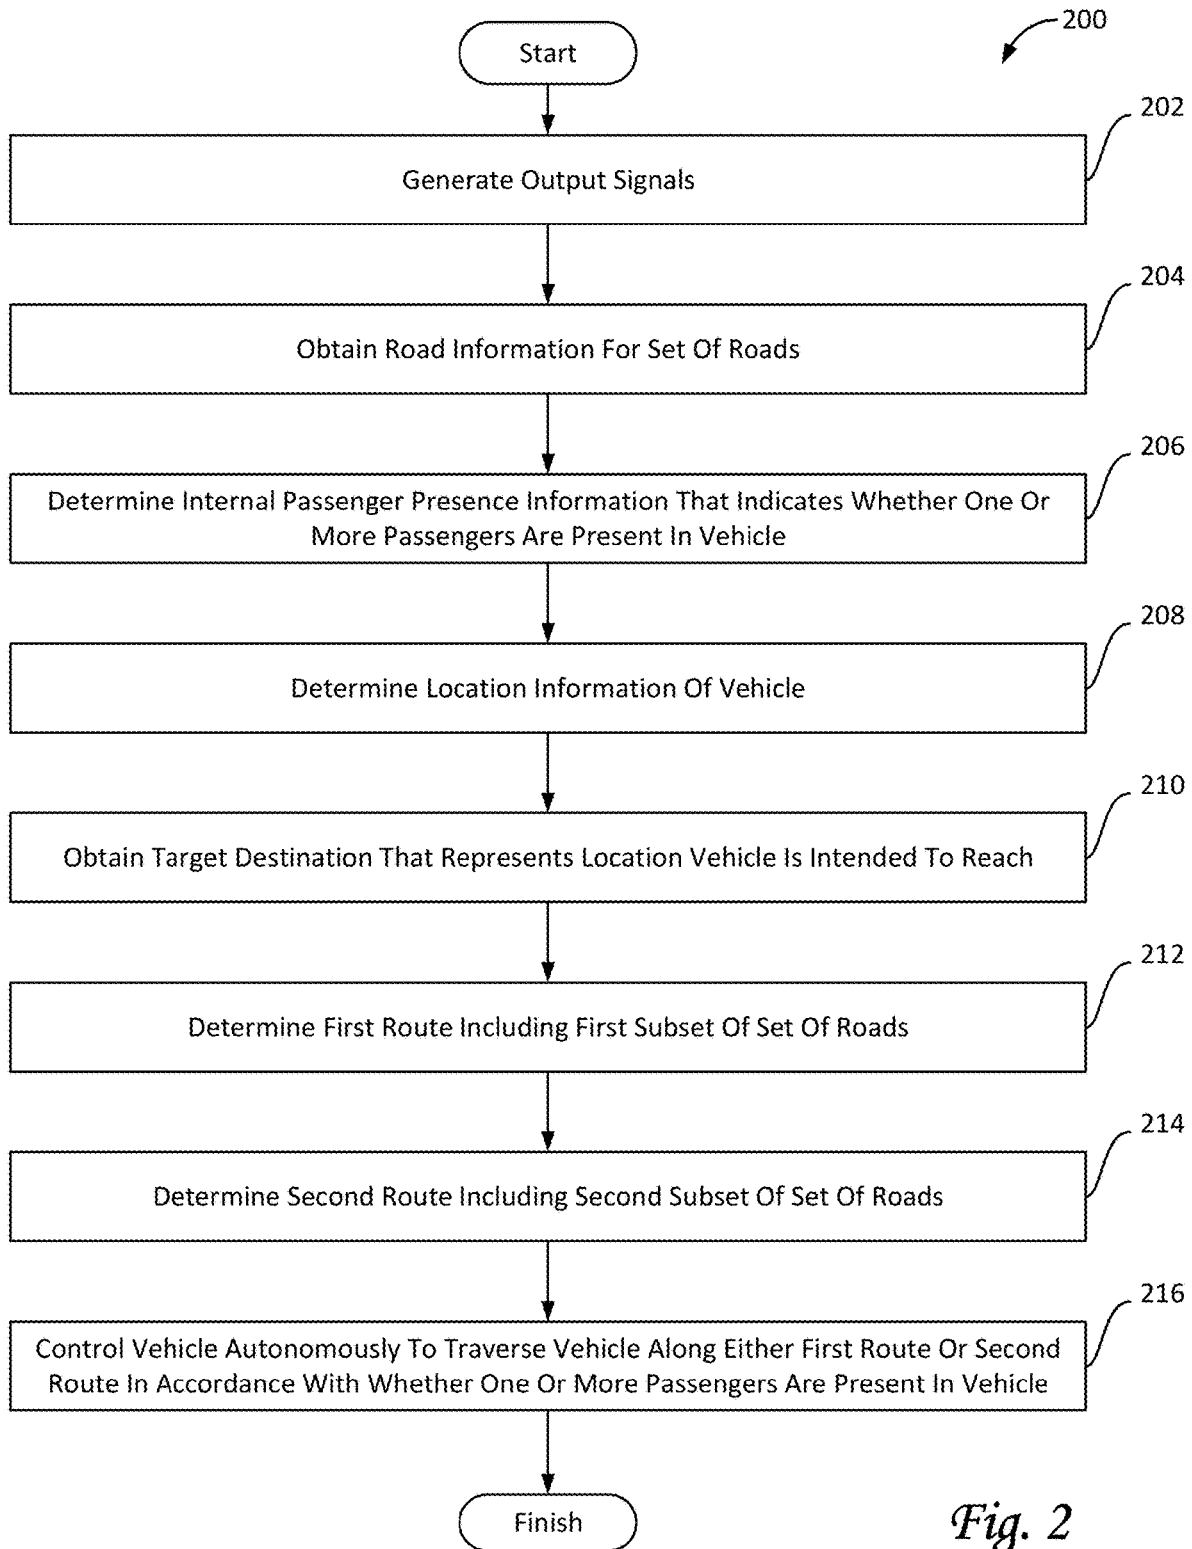 200
Start
202
Generate Output Signals
204
Obtain Road Information For Set Of Roads
206
Determine Internal Passenger Presence Information That Indicates Whether One Or
More Passengers Are Present In Vehicle
208
Determine Location Information Of Vehicle
210
Obtain Target Destination That Represents Location Vehicle Is Intended To Reach
212
Determine First Route Including First Subset Of Set Of Roads
214
Determine Second Route Including Second Subset Of Set Of Roads
216
Control Vehicle Autonomously To Traverse Vehicle Along Either First Route Or Second
Route In Accordance With Whether One Or More Passengers Are Present In Vehicle
Finish
Fig. 2